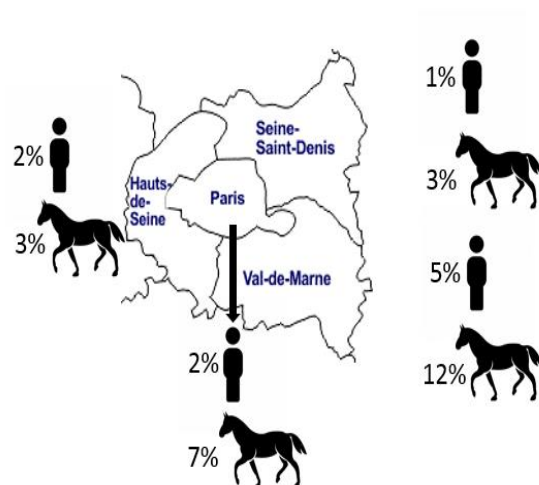 1%
Seine-
Saint-Denis
2%
Hauts-
de-
Seine
Paris
3%
3%
Val-de-Marne
5%
2%
12%
7%